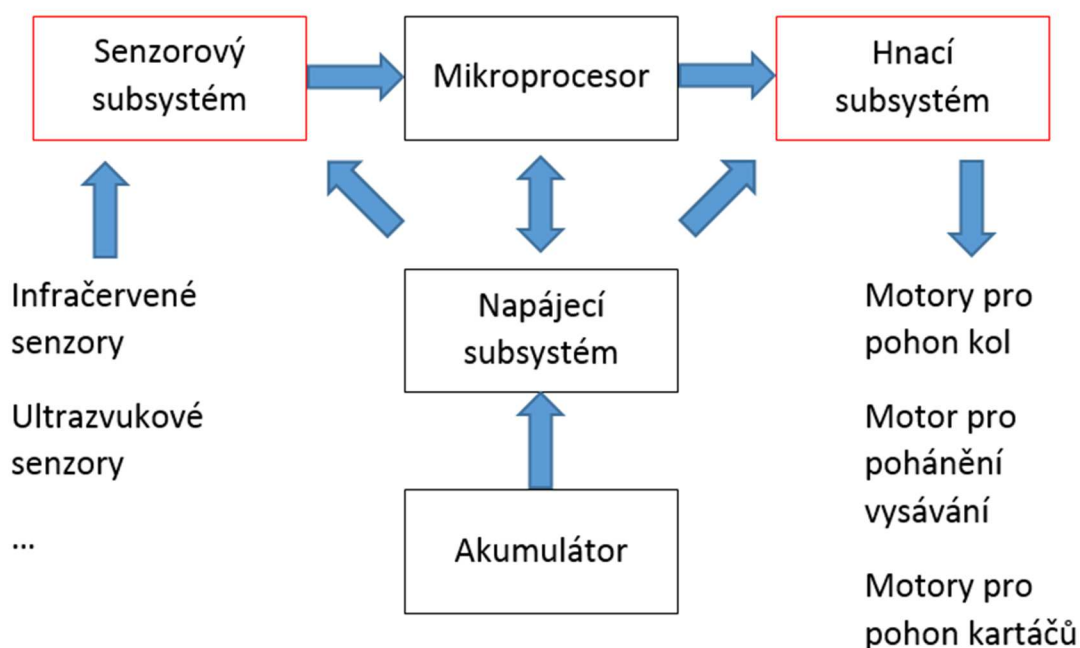 Senzorový
subsystém
Mikroprocesor
Hnací
subsystém
Infračervené
senzory
Ultrazvukové
senzory
...
Napájecí
subsystém
Akumulátor
Motory pro
pohon kol
Motor pro
pohánění
vysávání
Motory pro
pohon kartáčů